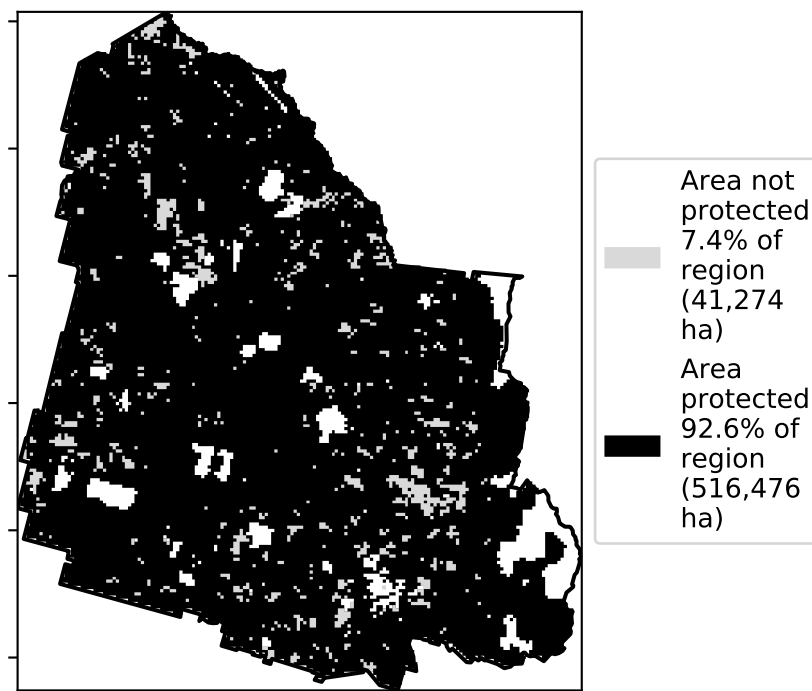 Area not
protected
7.4% of
region
(41,274
ha)
Area
protected
92.6% of
region
(516,476
ha)